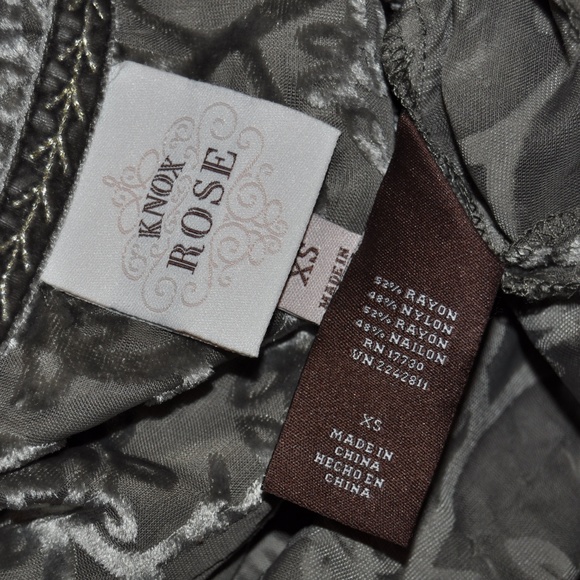 KNOX
ROSE
XS
MADE IN
52% RAYON
48% NYLON
52% RAYON
48% NAILON
RN 17730
VN 2242811
XS
MADE IN
CHINA
HECHO EN
CHINA